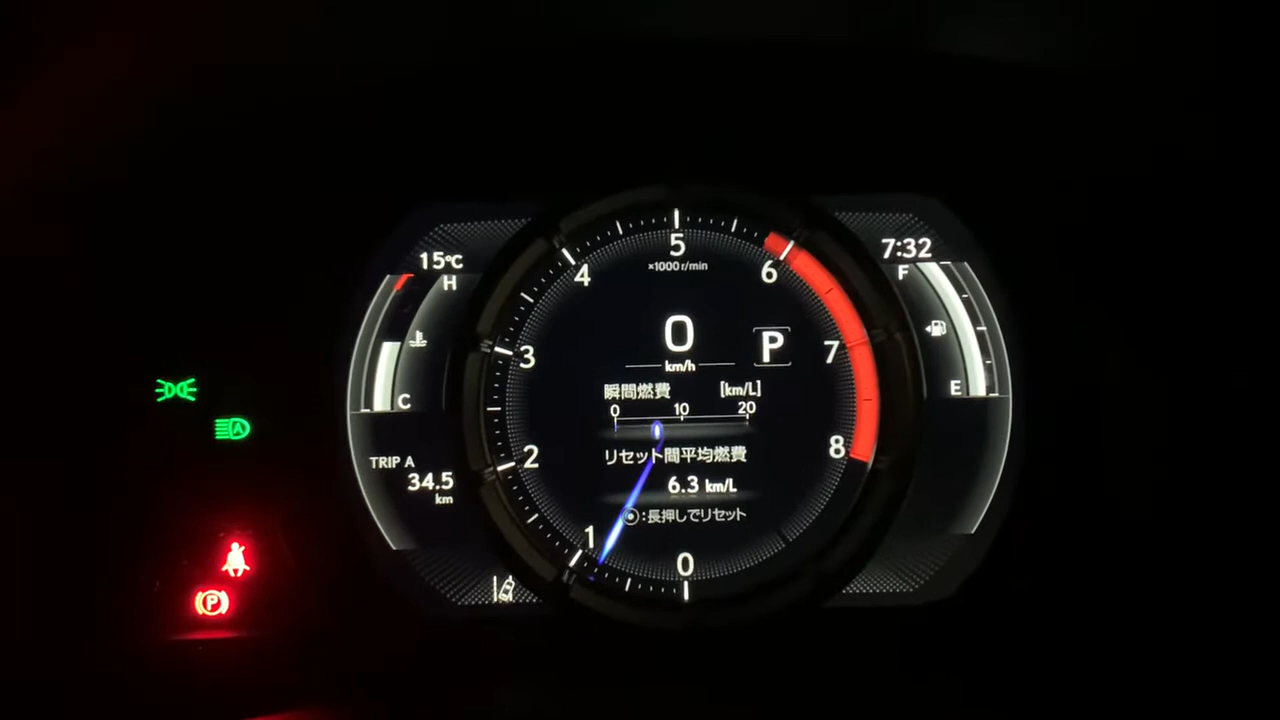 15℃
7:32
H
F
C
E
TRIP A
34.5
km
×1000 r/min
0
1
2
3
4
5
6
7
8
0
km/h
P
瞬間燃費 [km/L]
0 10 20
リセット間平均燃費
6.3 km/L
:長押しでリセット
A
P